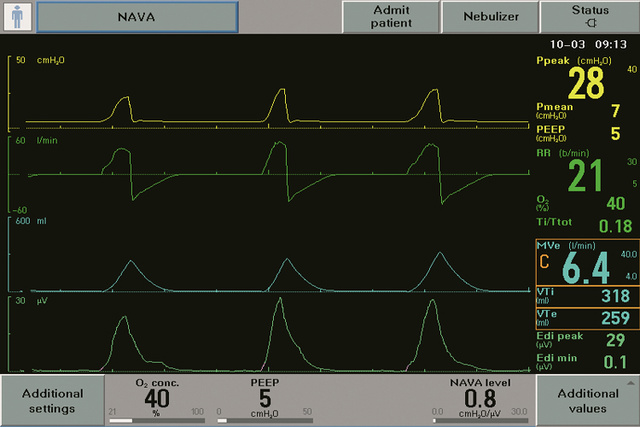 NAVA
Admit patient
Nebulizer
Status
10-03 09:13
50 cmH₂O
Ppeak (cmH₂O)
40
28
Pmean (cmH₂O) 7
PEEP (cmH₂O) 5
60 l/min
-60
RR (b/min)
30
21
5
O₂ (%) 40
Ti/Ttot 0.18
600 ml
MVe (l/min)
C 6.4
40.0
4.0
VTi (ml) 318
VTe (ml) 259
30 µV
Edi peak (µV) 29
Edi min (µV) 0.1
Additional settings
O₂ conc.
40
21 % 100
PEEP
5
0 cmH₂O 50
NAVA level
0.8
0.0 cmH₂O/µV 30.0
Additional values